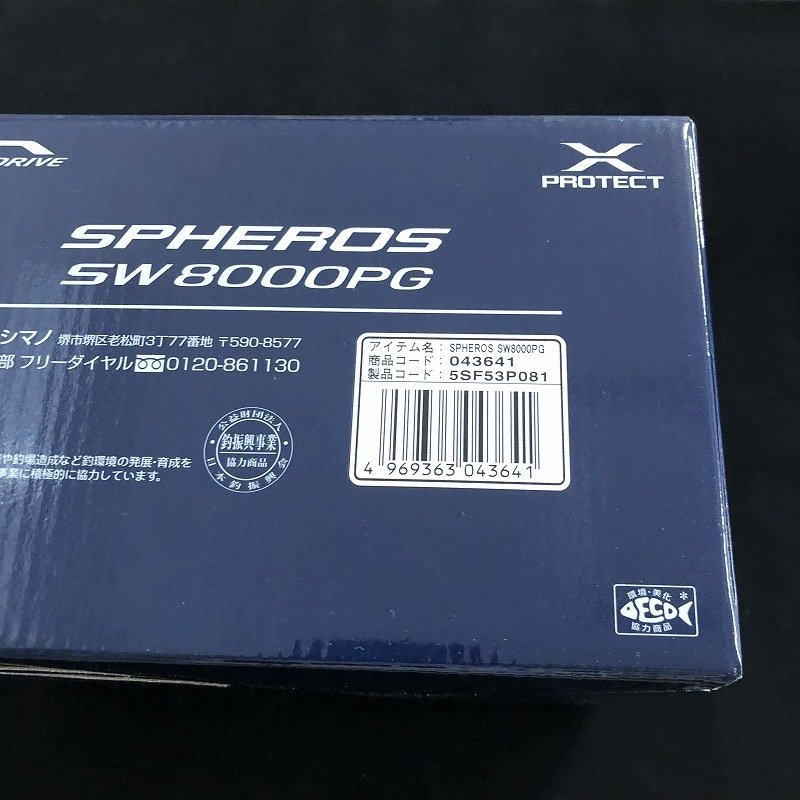 DRIVE
X
PROTECT
SPHEROS
SW8000PG
シマノ 堺市堺区老松町3丁77番地 〒590-8577
部 フリーダイヤル 0120-861130
アイテム名: SPHEROS SW8000PG
商品コード: 043641
製品コード: 5SF53P081
4 969363 043641
公益財団法人
釣振興事業
協力商品
日本釣振興會
や釣場造成など釣環境の発展・育成を
事業に積極的に協力しています。
環境・美化
ECO
協力商品